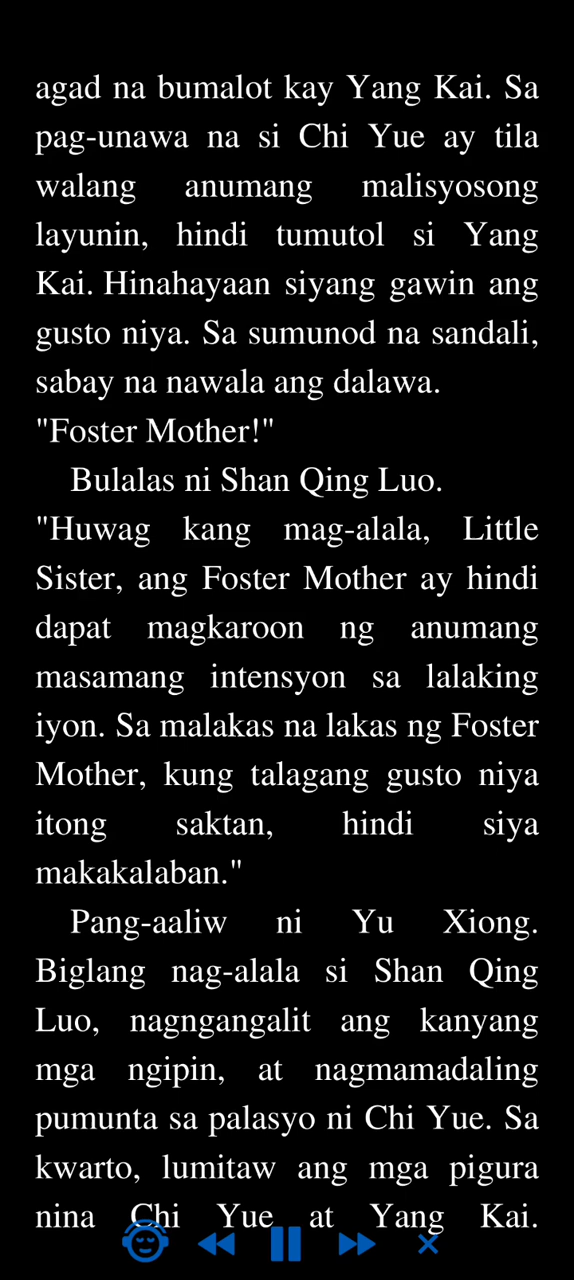 agad na bumalot kay Yang Kai. Sa
pag-unawa na si Chi Yue ay tila
walang anumang malisyosong
layunin, hindi tumutol si Yang
Kai. Hinahayaan siyang gawin ang
gusto niya. Sa sumunod na sandali,
sabay na nawala ang dalawa.
"Foster Mother!"
Bulalas ni Shan Qing Luo.
"Huwag kang mag-alala, Little
Sister, ang Foster Mother ay hindi
dapat magkaroon ng anumang
masamang intensyon sa lalaking
iyon. Sa malakas na lakas ng Foster
Mother, kung talagang gusto niya
itong saktan, hindi siya
makakalaban."
Pang-aaliw ni Yu Xiong.
Biglang nag-alala si Shan Qing
Luo, nagngangalit ang kanyang
mga ngipin, at nagmamadaling
pumunta sa palasyo ni Chi Yue. Sa
kwarto, lumitaw ang mga pigura
nina Chi Yue at Yang Kai.